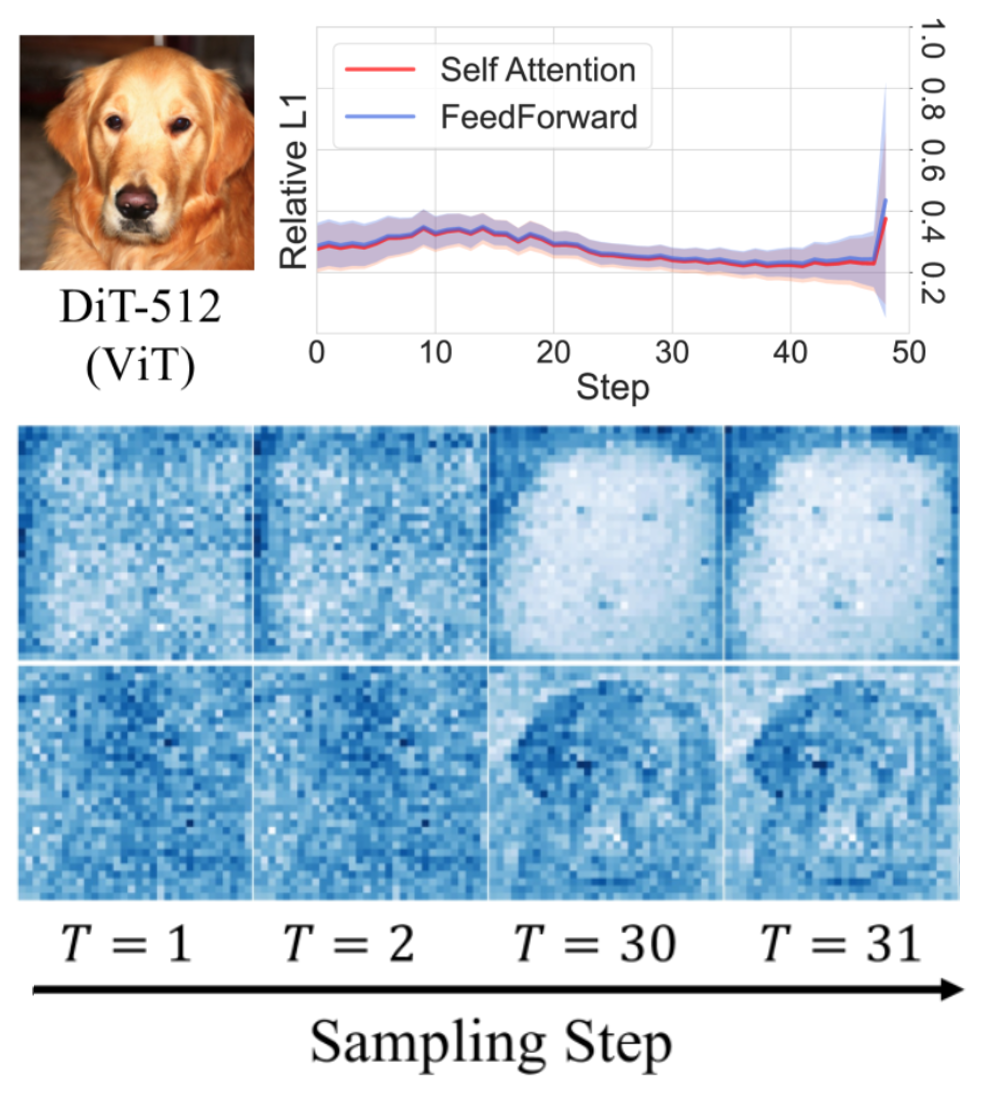 DiT-512
(ViT)
Relative L1
Self Attention
FeedForward
1.0
0.8
0.6
0.4
0.2
0 10 20 30 40 50
Step
T = 1 T = 2 T = 30 T = 31
Sampling Step